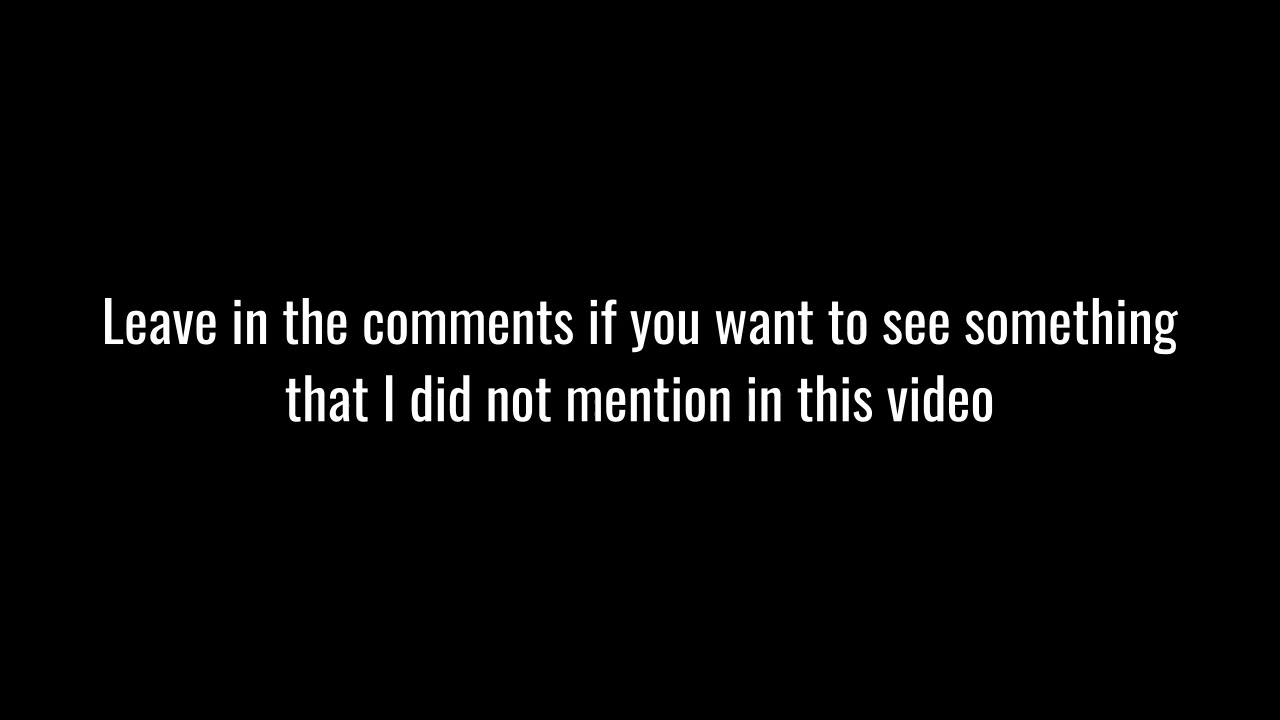 Leave in the comments if you want to see something
that I did not mention in this video